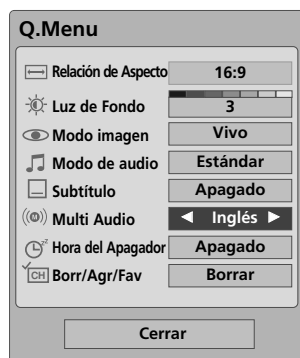 Q.Menu
Relación de Aspecto 16:9
Luz de Fondo 3
Modo imagen Vivo
Modo de audio Estándar
Subtítulo Apagado
Multi Audio ◀ Inglés ▶
Hora del Apagador Apagado
CH Borr/Agr/Fav Borrar
Cerrar